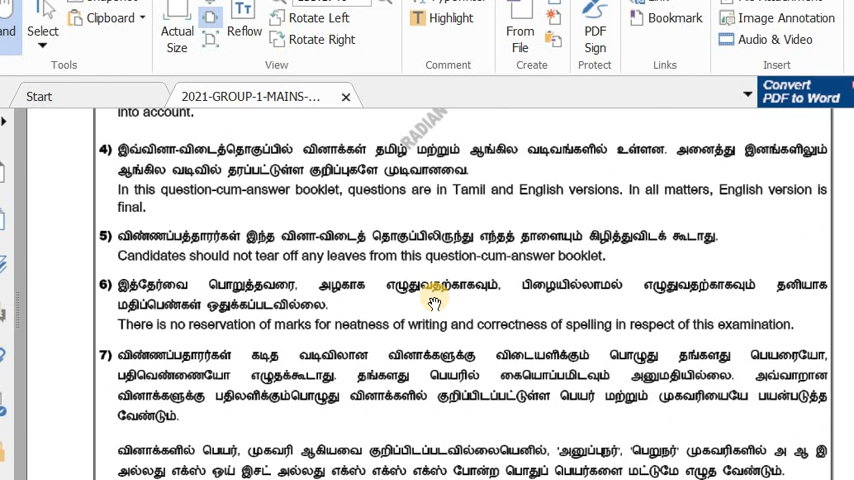 Select
Clipboard
Tools
Actual
Size
Reflow
Rotate Left
Rotate Right
View
Highlight
Comment
From
File
Create
PDF
Sign
Protect
Bookmark
Links
Image Annotation
Audio & Video
Insert
Start
2021-GROUP-1-MAINS-...
Convert
PDF to Word
into account.
RADIAN
4) இவ்வினா-விடைத்தொகுப்பில் வினாக்கள் தமிழ் மற்றும் ஆங்கில வடிவங்களில் உள்ளன. அனைத்து இனங்களிலும்
ஆங்கில வடிவில் தரப்பட்டுள்ள குறிப்புகளே முடிவானவை.
In this question-cum-answer booklet, questions are in Tamil and English versions. In all matters, English version is
final.
5) விண்ணப்பத்தாரர்கள் இந்த வினா-விடைத் தொகுப்பிலிருந்து எந்தத் தாளையும் கிழித்துவிடக் கூடாது.
Candidates should not tear off any leaves from this question-cum-answer booklet.
6) இத்தேர்வை பொறுத்தவரை, அழகாக எழுதுவதற்காகவும், பிழையில்லாமல் எழுதுவதற்காகவும் தனியாக
மதிப்பெண்கள் ஒதுக்கப்படவில்லை.
There is no reservation of marks for neatness of writing and correctness of spelling in respect of this examination.
7) விண்ணப்பதாரர்கள் கடித வடிவிலான வினாக்களுக்கு விடையளிக்கும் பொழுது தங்களது பெயரையோ,
பதிவெண்ணையோ எழுதக்கூடாது. தங்களது பெயரில் கையொப்பமிடவும் அனுமதியில்லை. அவ்வாறான
வினாக்களுக்கு பதிலளிக்கும்பொழுது வினாக்களில் குறிப்பிடப்பட்டுள்ள பெயர் மற்றும் முகவரியையே பயன்படுத்த
வேண்டும்.
வினாக்களில் பெயர், முகவரி ஆகியவை குறிப்பிடப்படவில்லையெனில், 'அனுப்புநர்', 'பெறுநர்' முகவரிகளில் அ ஆ இ
அல்லது எக்ஸ் ஒய் இசட் அல்லது எக்ஸ் எக்ஸ் எக்ஸ் போன்ற பொதுப் பெயர்களை மட்டுமே எழுத வேண்டும்.